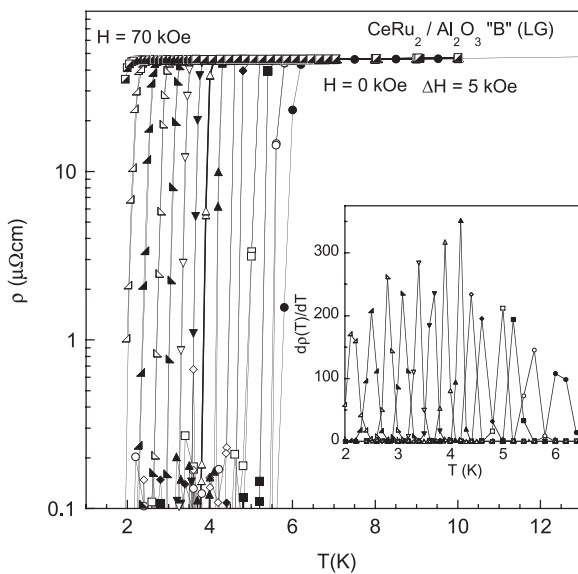 H = 70 kOe
CeRu2 / Al2O3 "B" (LG)
H = 0 kOe ΔH = 5 kOe
ρ (μΩcm)
10
1
0.1
2 4 6 8 10 12
T(K)
dρ(T)/dT
300
200
100
0
2 3 4 5 6
T (K)